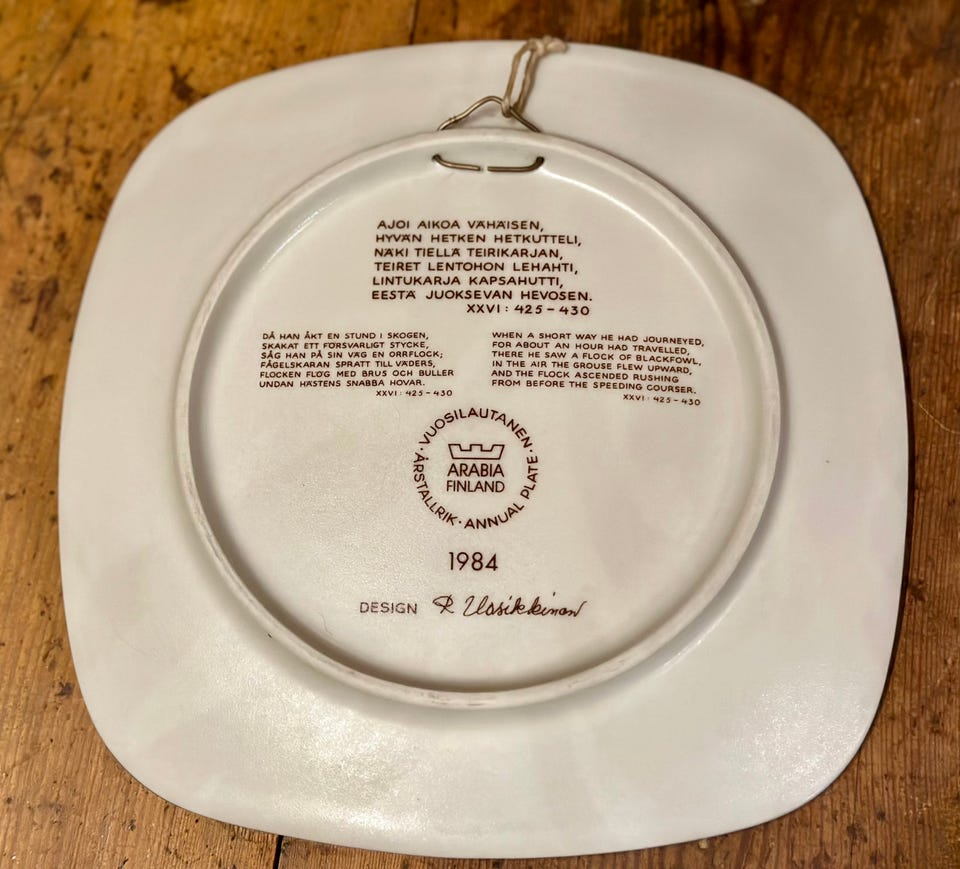 AJOI AIKOA VÄHÄISEN,
HYVÄN HETKEN HETKUTTELI,
NÄKI TIELLÄ TEIRIKARJAN,
TEIRET LENTOHON LEHAHTI,
LINTUKARJA KAPSAHUTTI,
EESTÄ JUOKSEVAN HEVOSEN.
XXVI: 425-430
DÅ HAN ÅKT EN STUND I SKOGEN,
SKAKAT ETT FÖRSVARLIGT STYCKE,
SÅG HAN PÅ SIN VÄG EN ORRFLOCK;
FÅGELSKARAN SPRATT TILL VÄDERS,
FLOCKEN FLÖG MED BRUS OCH BULLER
UNDAN HÄSTENS SNABBA HOVAR.
XXVI: 425-430
WHEN A SHORT WAY HE HAD JOURNEYED,
FOR ABOUT AN HOUR HAD TRAVELLED,
THERE HE SAW A FLOCK OF BLACKFOWL,
IN THE AIR THE GROUSE FLEW UPWARD,
AND THE FLOCK ASCENDED RUSHING
FROM BEFORE THE SPEEDING COURSER.
XXVI: 425-430
·VUOSILAUTANEN·
ARABIA
FINLAND
ÅRSTALLRIK·ANNUAL PLATE
1984
DESIGN R Uosikkinen